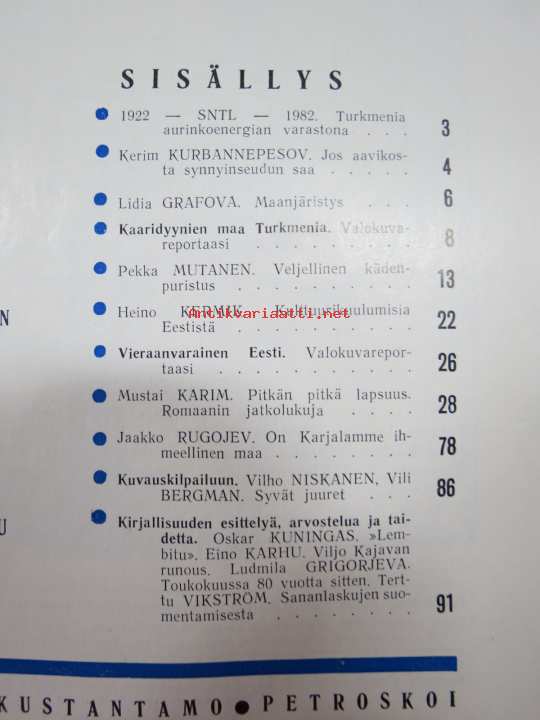 SISÄLLYS
1922 — SNTL — 1982. Turkmenia
aurinkoenergian varastona . . . 3
Kerim KURBANNEPESOV. Jos aavikos-
ta synnyinseudun saa . . . . . 4
Lidia GRAFOVA. Maanjäristys . . . 6
Kaaridyynien maa Turkmenia. Valokuva-
reportaasi . . . . . . . . 8
Pekka MUTANEN. Veljellinen käden-
puristus . . . . . . . . . 13
Heino KERMIK. Kulttuurikuulumisia
Antikvariaatti.net
Eestistä . . . . . . . . . 22
N
Vieraanvarainen Eesti. Valokuvarepor-
taasi . . . . . . . . . . 26
Mustai KARIM. Pitkän pitkä lapsuus.
Romaanin jatkolukuja . . . . 28
Jaakko RUGOJEV. On Karjalamme ih-
meellinen maa . . . . . . . 78
Kuvauskilpailuun. Vilho NISKANEN, Vili
BERGMAN. Syvät juuret . . . 86
Kirjallisuuden esittelyä, arvostelua ja tai-
U
detta. Oskar KUNINGAS. »Lem-
bitu». Eino KARHU. Viljo Kajavan
runous. Ludmila GRIGORJEVA.
Toukokuussa 80 vuotta sitten. Tert-
tu VIKSTRÖM. Sananlaskujen suo-
mentamisesta . . . . . . . 91
KUSTANTAMO ● PETROSKOI